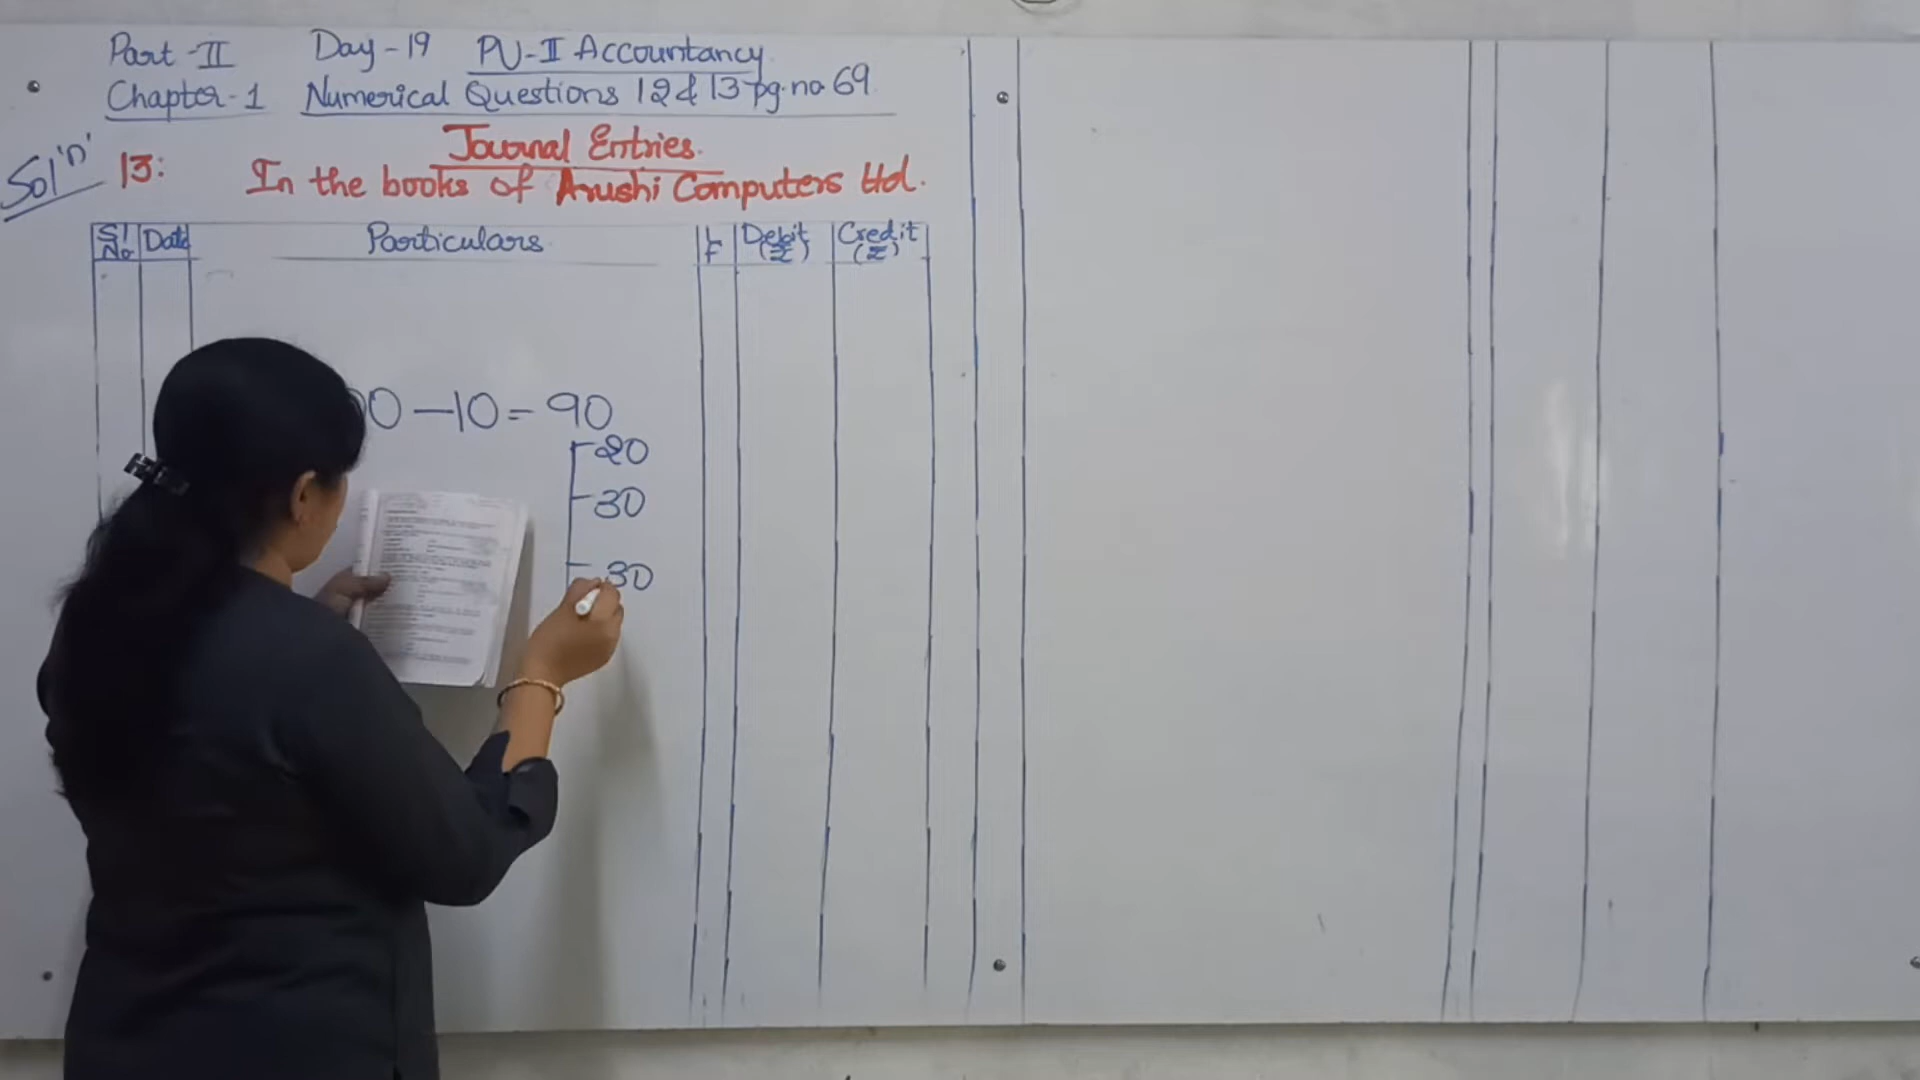 Part-II Day-19 PU-II Accountancy
Chapter-1 Numerical Questions 12 & 13 pg.no.69
Journal Entries.
Sol'n' 13: In the books of Arushi Computers Ltd.
Sl No Date Particulars LF Debit (₹) Credit (₹)
00 -10= 90
20
30
30